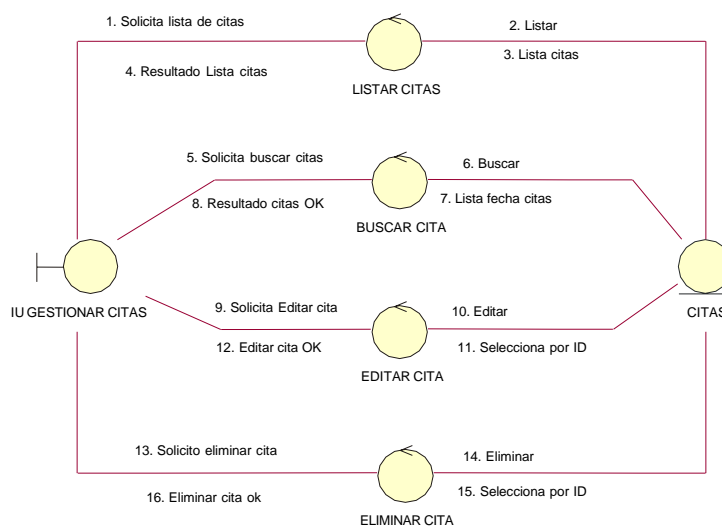 1. Solicita lista de citas
2. Listar
3. Lista citas
4. Resultado Lista citas
LISTAR CITAS
5. Solicita buscar citas
6. Buscar
7. Lista fecha citas
8. Resultado citas OK
BUSCAR CITA
IU GESTIONAR CITAS
CITAS
9. Solicita Editar cita
10. Editar
12. Editar cita OK
11. Selecciona por ID
EDITAR CITA
13. Solicito eliminar cita
14. Eliminar
16. Eliminar cita ok
15. Selecciona por ID
ELIMINAR CITA